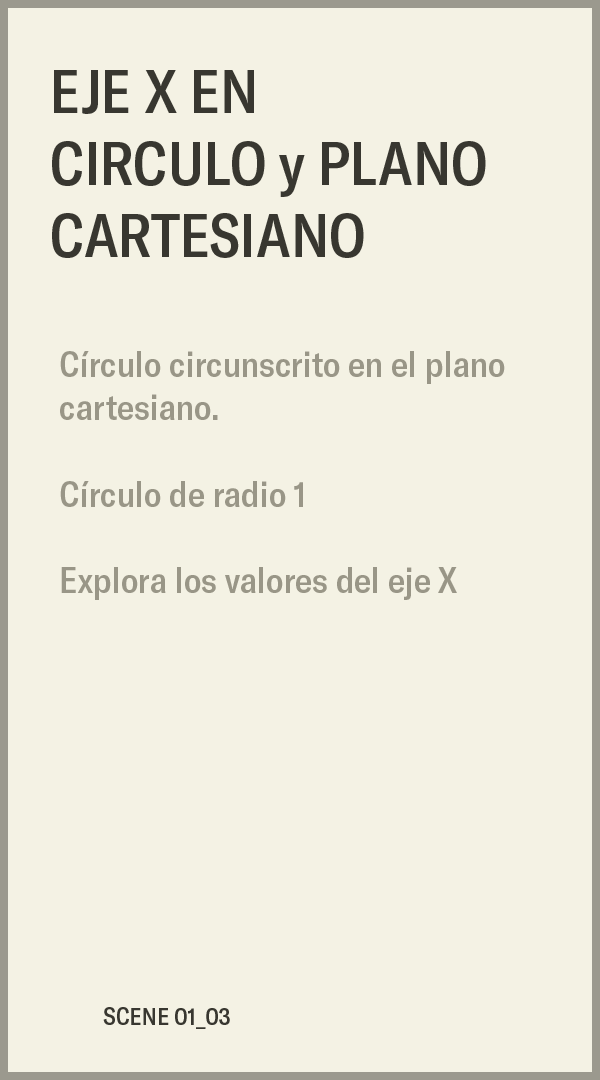 EJE X EN
CIRCULO y PLANO
CARTESIANO
Círculo circunscrito en el plano
cartesiano.
Círculo de radio 1
Explora los valores del eje X
SCENE 01_03